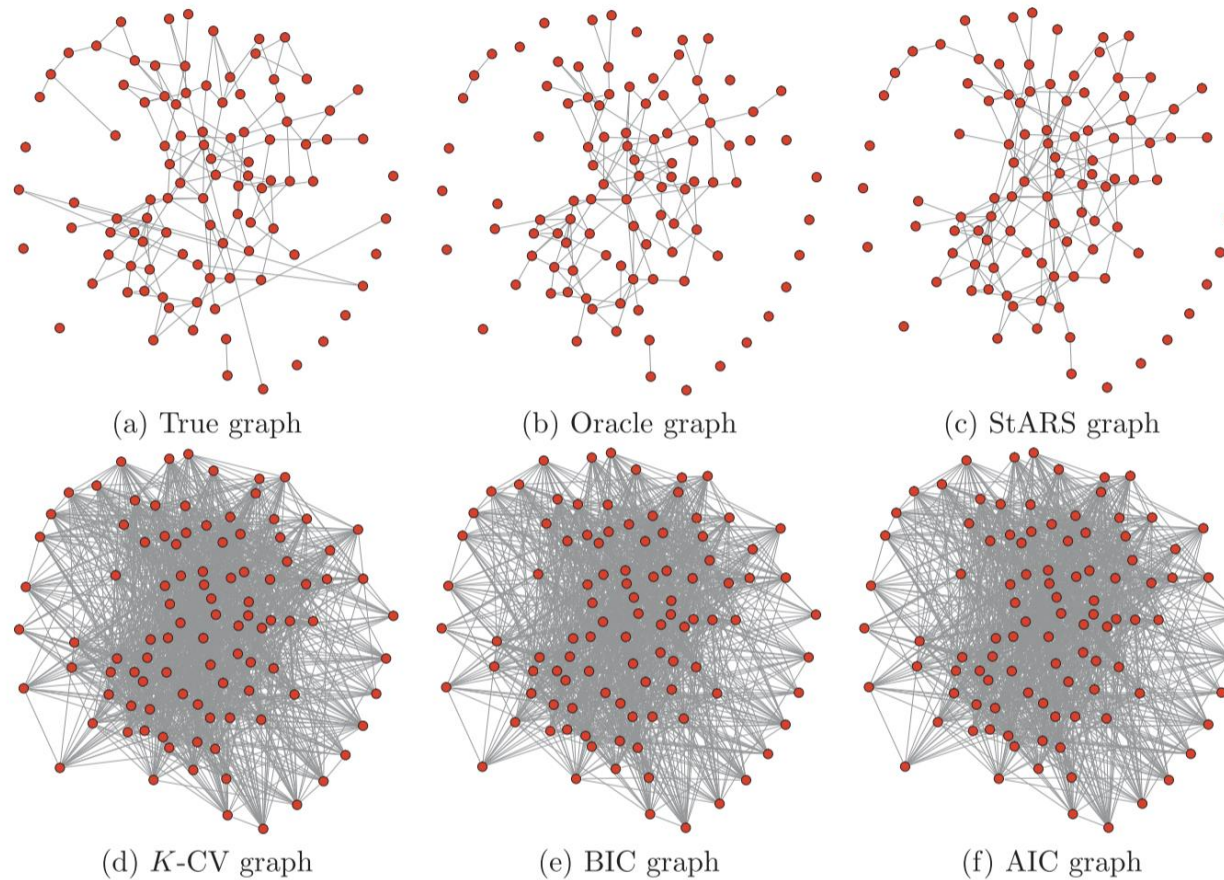 (a) True graph
(b) Oracle graph
(c) StARS graph
(d) K-CV graph
(e) BIC graph
(f) AIC graph